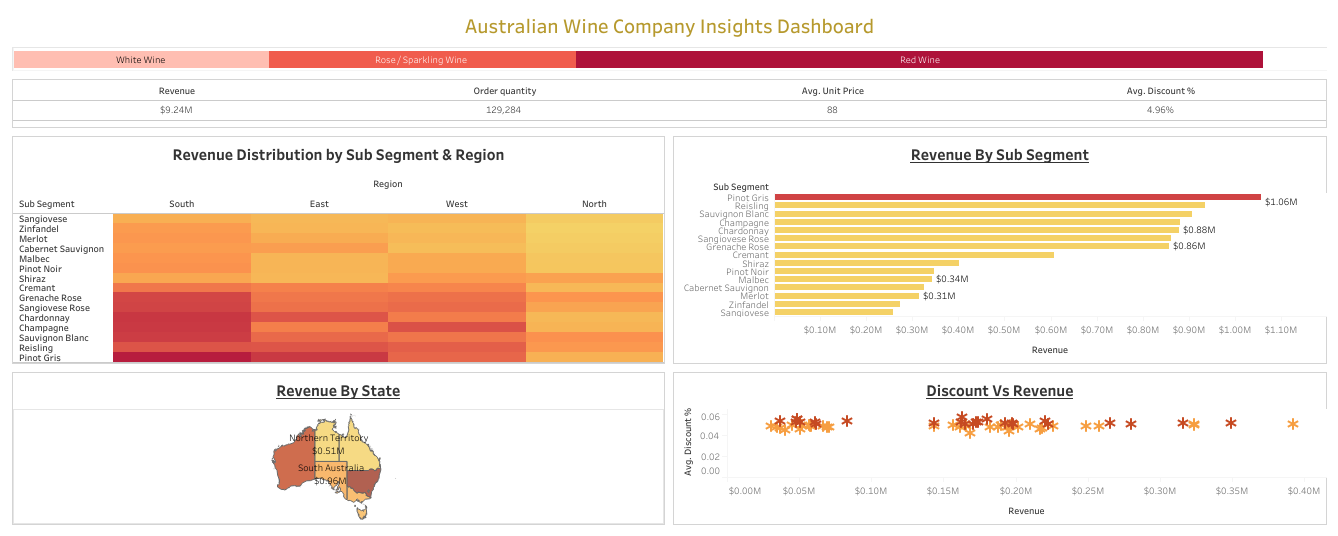 Australian Wine Company Insights Dashboard
White Wine Rose / Sparkling Wine Red Wine
Revenue Order quantity Avg. Unit Price Avg. Discount %
$9.24M 129,284 88 4.96%
Revenue Distribution by Sub Segment & Region
Region
Sub Segment South East West North
Sangiovese
Zinfandel
Merlot
Cabernet Sauvignon
Malbec
Pinot Noir
Shiraz
Cremant
Grenache Rose
Sangiovese Rose
Chardonnay
Champagne
Sauvignon Blanc
Reisling
Pinot Gris
Revenue By Sub Segment
Sub Segment
Pinot Gris $1.06M
Reisling
Sauvignon Blanc
Champagne
Chardonnay $0.88M
Sangiovese Rose
Grenache Rose $0.86M
Cremant
Shiraz
Pinot Noir
Malbec $0.34M
Cabernet Sauvignon
Merlot $0.31M
Zinfandel
Sangiovese
$0.10M $0.20M $0.30M $0.40M $0.50M $0.60M $0.70M $0.80M $0.90M $1.00M $1.10M
Revenue
Revenue By State
Northern Territory
$0.51M
South Australia
$0.96M
Discount Vs Revenue
Avg. Discount %
0.06
0.04
0.02
0.00
$0.00M $0.05M $0.10M $0.15M $0.20M $0.25M $0.30M $0.35M $0.40M
Revenue